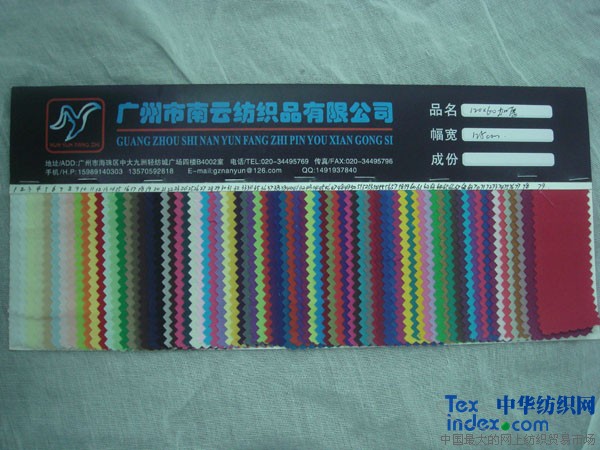 广州市南云纺织品有限公司
GUANG ZHOU SHI NAN YUN FANG ZHI PIN YOU XIAN GONG SI
NAN YUN FANG ZHI
地址/ADD:广州市海珠区中大九洲轻纺城广场四楼B4002室 电话/TEL:020-34495769 传真/FAX:020-34495796
手机/H.P:15989140303 13570592618 E-mail:gznanyun@126.com QQ:1491937840
品名
幅宽
成份
Tex 中华纺织网
index.com
中国最大的网上纺织贸易市场